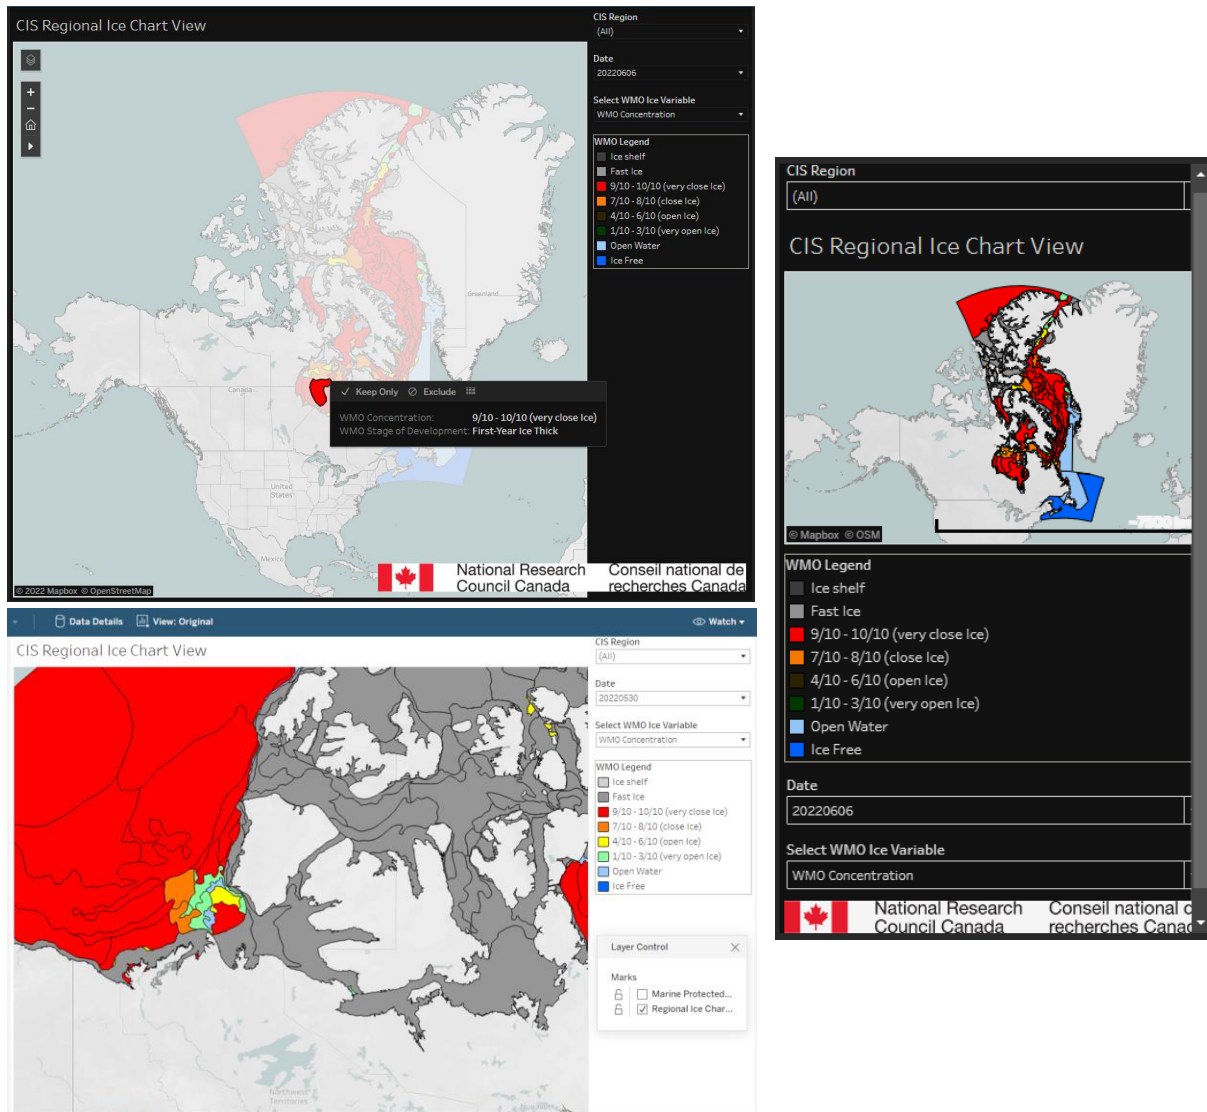 CIS Regional Ice Chart View
CIS Region
(All)
Date
20220606
Select WMO Ice Variable
WMO Concentration
WMO Legend
Ice shelf
Fast Ice
9/10 - 10/10 (very close Ice)
7/10 - 8/10 (close Ice)
4/10 - 6/10 (open Ice)
1/10 - 3/10 (very open Ice)
Open Water
Ice Free
Greenland
Canada
Keep Only Exclude
WMO Concentration: 9/10 - 10/10 (very close Ice)
WMO Stage of Development: First-Year Ice Thick
United
States
Mexico
National Research Conseil national de
Council Canada recherches Canada
© 2022 Mapbox © OpenStreetMap
Data Details View: Original Watch
CIS Regional Ice Chart View
CIS Region
(All)
Date
20220530
Select WMO Ice Variable
WMO Concentration
WMO Legend
Ice shelf
Fast Ice
9/10 - 10/10 (very close Ice)
7/10 - 8/10 (close Ice)
4/10 - 6/10 (open Ice)
1/10 - 3/10 (very open Ice)
Open Water
Ice Free
Layer Control
Marks
Marine Protected...
Regional Ice Char...
Northwest
Territories
CIS Region
(All)
CIS Regional Ice Chart View
© Mapbox © OSM
WMO Legend
Ice shelf
Fast Ice
9/10 - 10/10 (very close Ice)
7/10 - 8/10 (close Ice)
4/10 - 6/10 (open Ice)
1/10 - 3/10 (very open Ice)
Open Water
Ice Free
Date
20220606
Select WMO Ice Variable
WMO Concentration
National Research Conseil national d
Council Canada recherches Canad